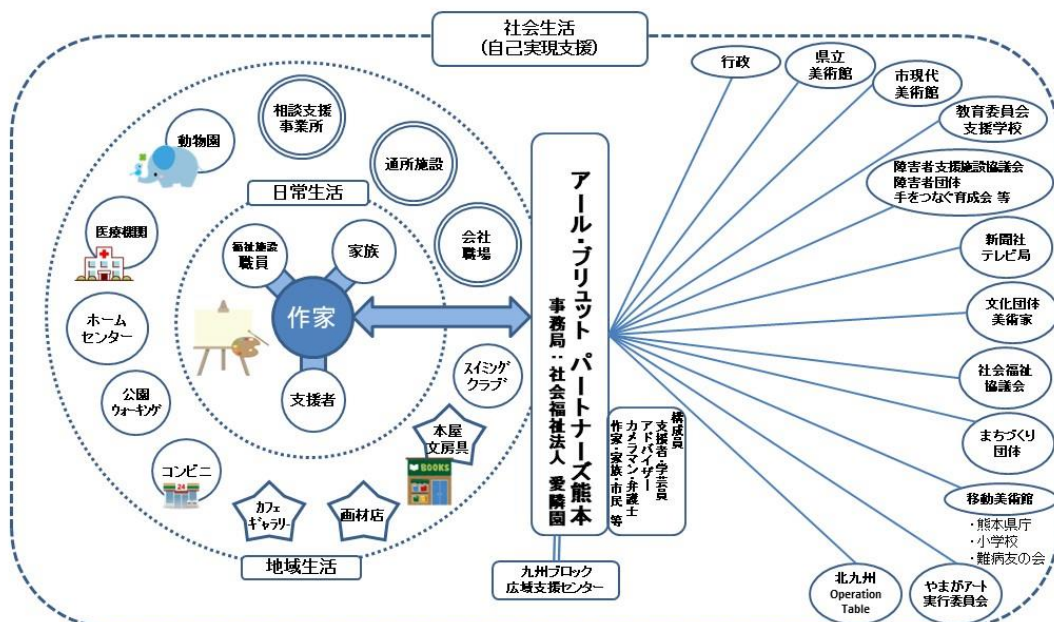 社会生活
(自己実現支援)
相談支援
事業所
動物園
通所施設
日常生活
医療機関
福祉施設
職員
家族
会社
職場
作家
ホーム
センター
公園
ウォーキング
支援者
スイミング
クラブ
コンビニ
24
本屋
文房具
BOOKS
カフェ
ギャラリー
画材店
地域生活
アール・ブリュット パートナーズ熊本
事務局：社会福祉法人 愛隣園
構成員
支援者・学芸員
アドバイザー
カメラマン・弁護士
作家・家族・市民 等
九州ブロック
広域支援センター
行政
県立
美術館
市現代
美術館
教育委員会
支援学校
障害者支援施設協議会
障害者団体
手をつなぐ育成会 等
新聞社
テレビ局
文化団体
美術家
社会福祉
協議会
まちづくり
団体
移動美術館
・熊本県庁
・小学校
・難病友の会
やまがアート
実行委員会
北九州
Operation
Table